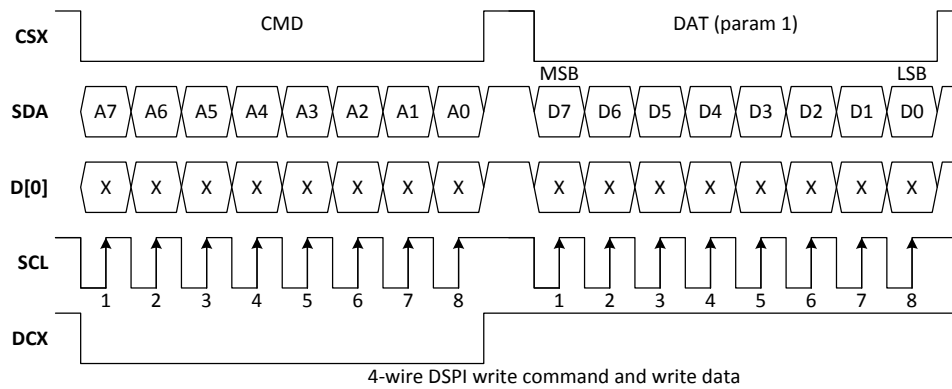 CSX CMD DAT (param 1)
MSB LSB
SDA A7 A6 A5 A4 A3 A2 A1 A0 D7 D6 D5 D4 D3 D2 D1 D0
D[0] X X X X X X X X X X X X X X X X
SCL
1 2 3 4 5 6 7 8 1 2 3 4 5 6 7 8
DCX
4-wire DSPI write command and write data